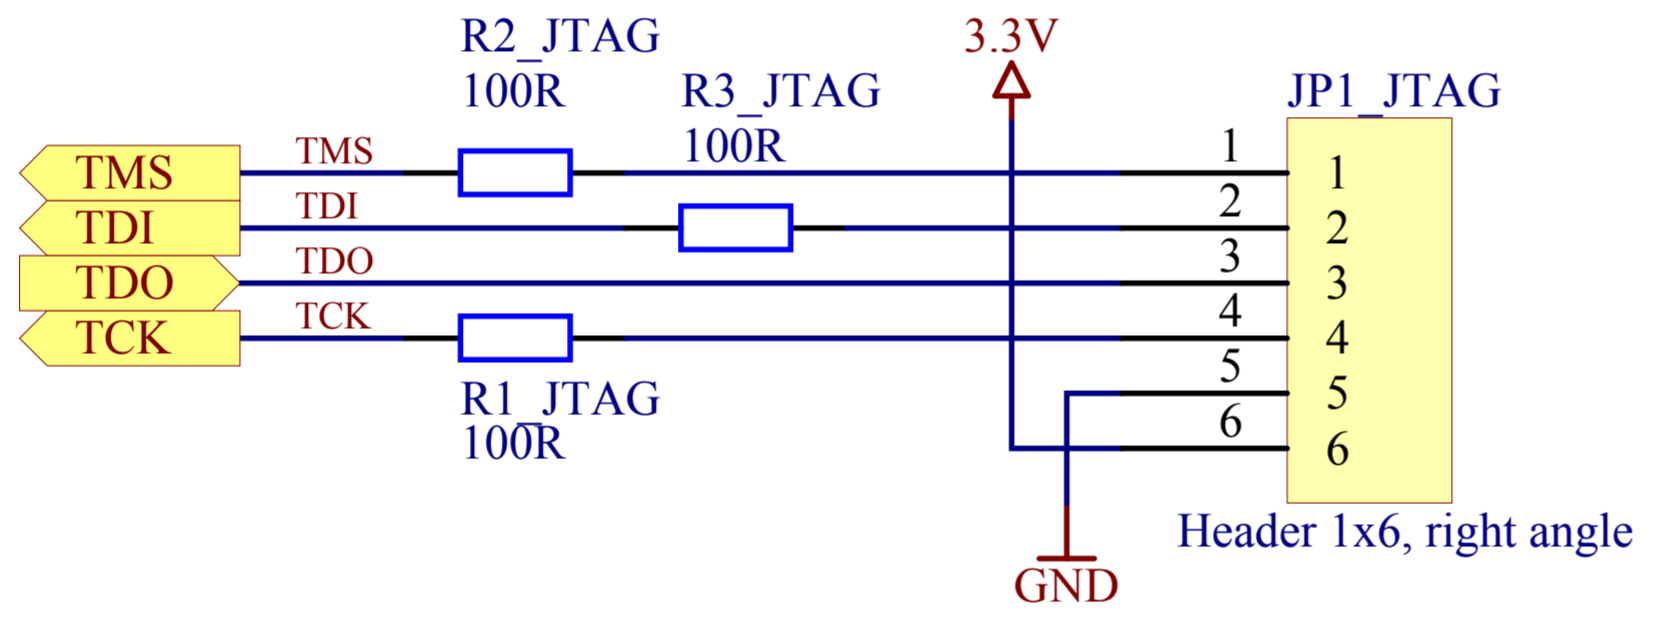 R2_JTAG
100R
3.3V
R3_JTAG
100R
JP1_JTAG
TMS
TMS
1
1
TDI
TDI
2
2
TDO
TDO
3
3
TCK
TCK
4
4
R1_JTAG
100R
5
5
6
6
Header 1x6, right angle
GND